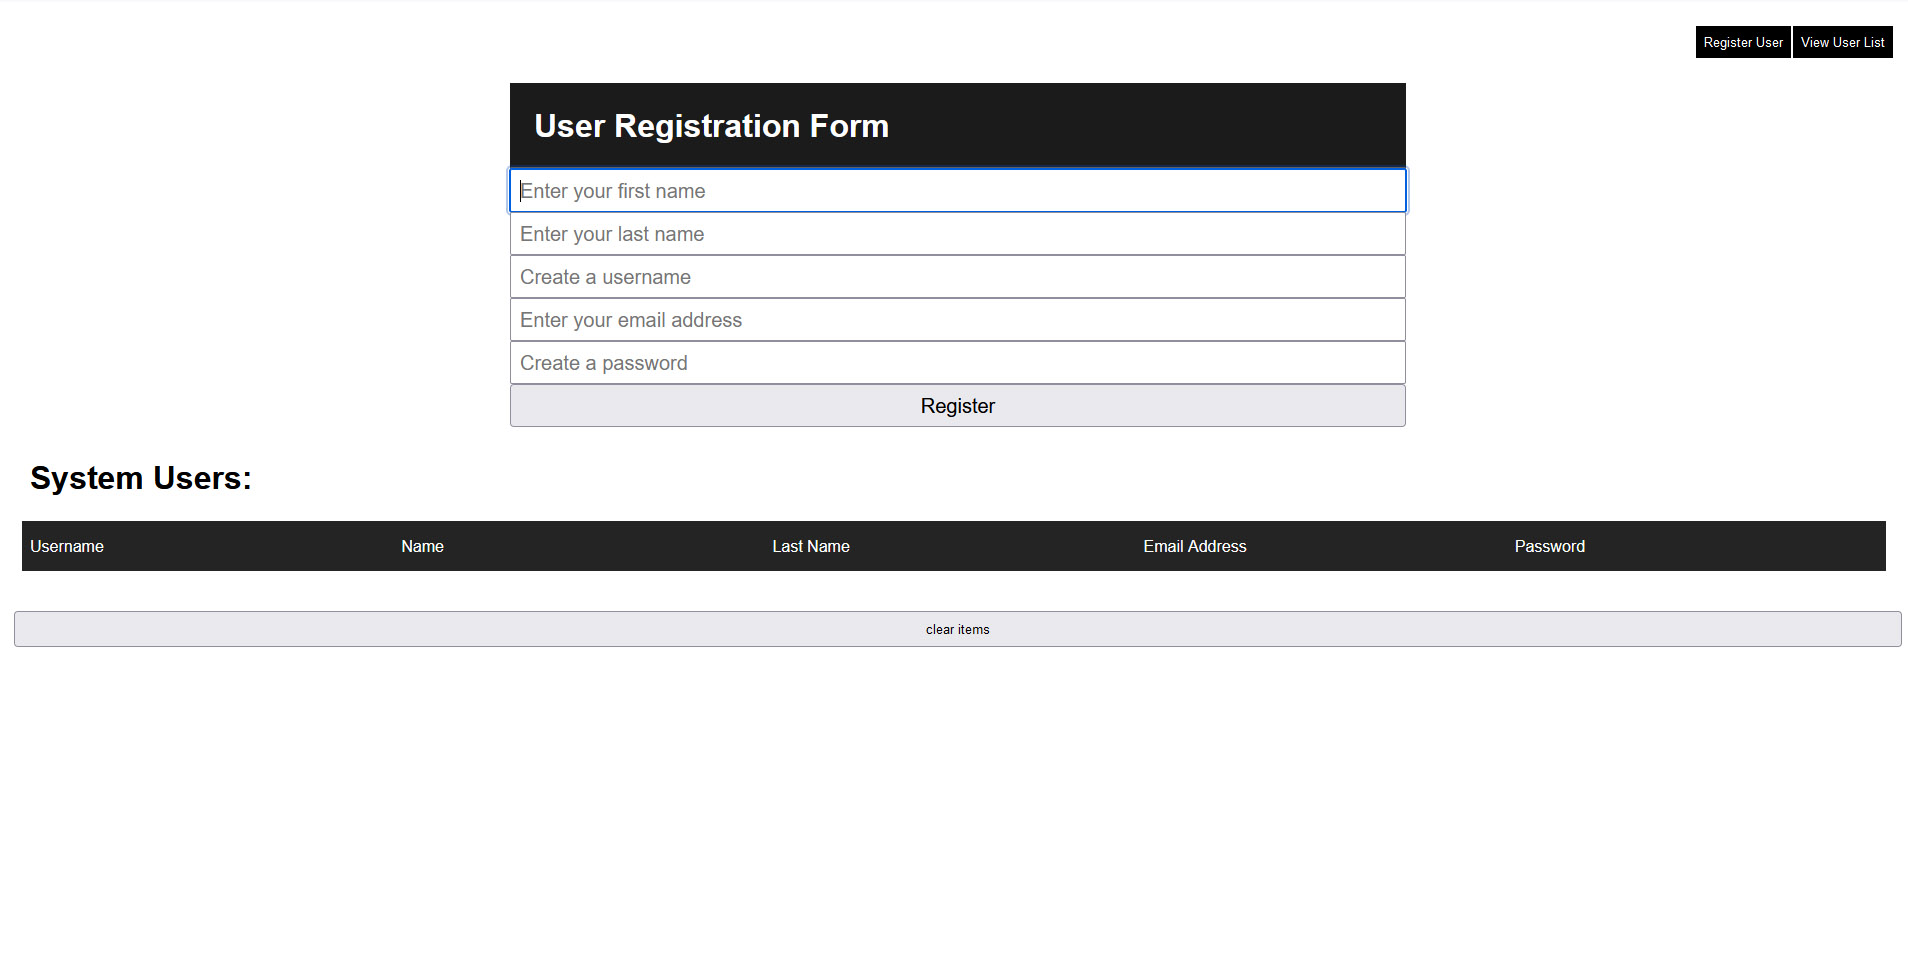 Register User View User List
User Registration Form
Enter your first name
Enter your last name
Create a username
Enter your email address
Create a password
Register
System Users:
Username Name Last Name Email Address Password
clear items